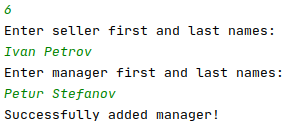 6
Enter seller first and last names:
Ivan Petrov
Enter manager first and last names:
Petur Stefanov
Successfully added manager!